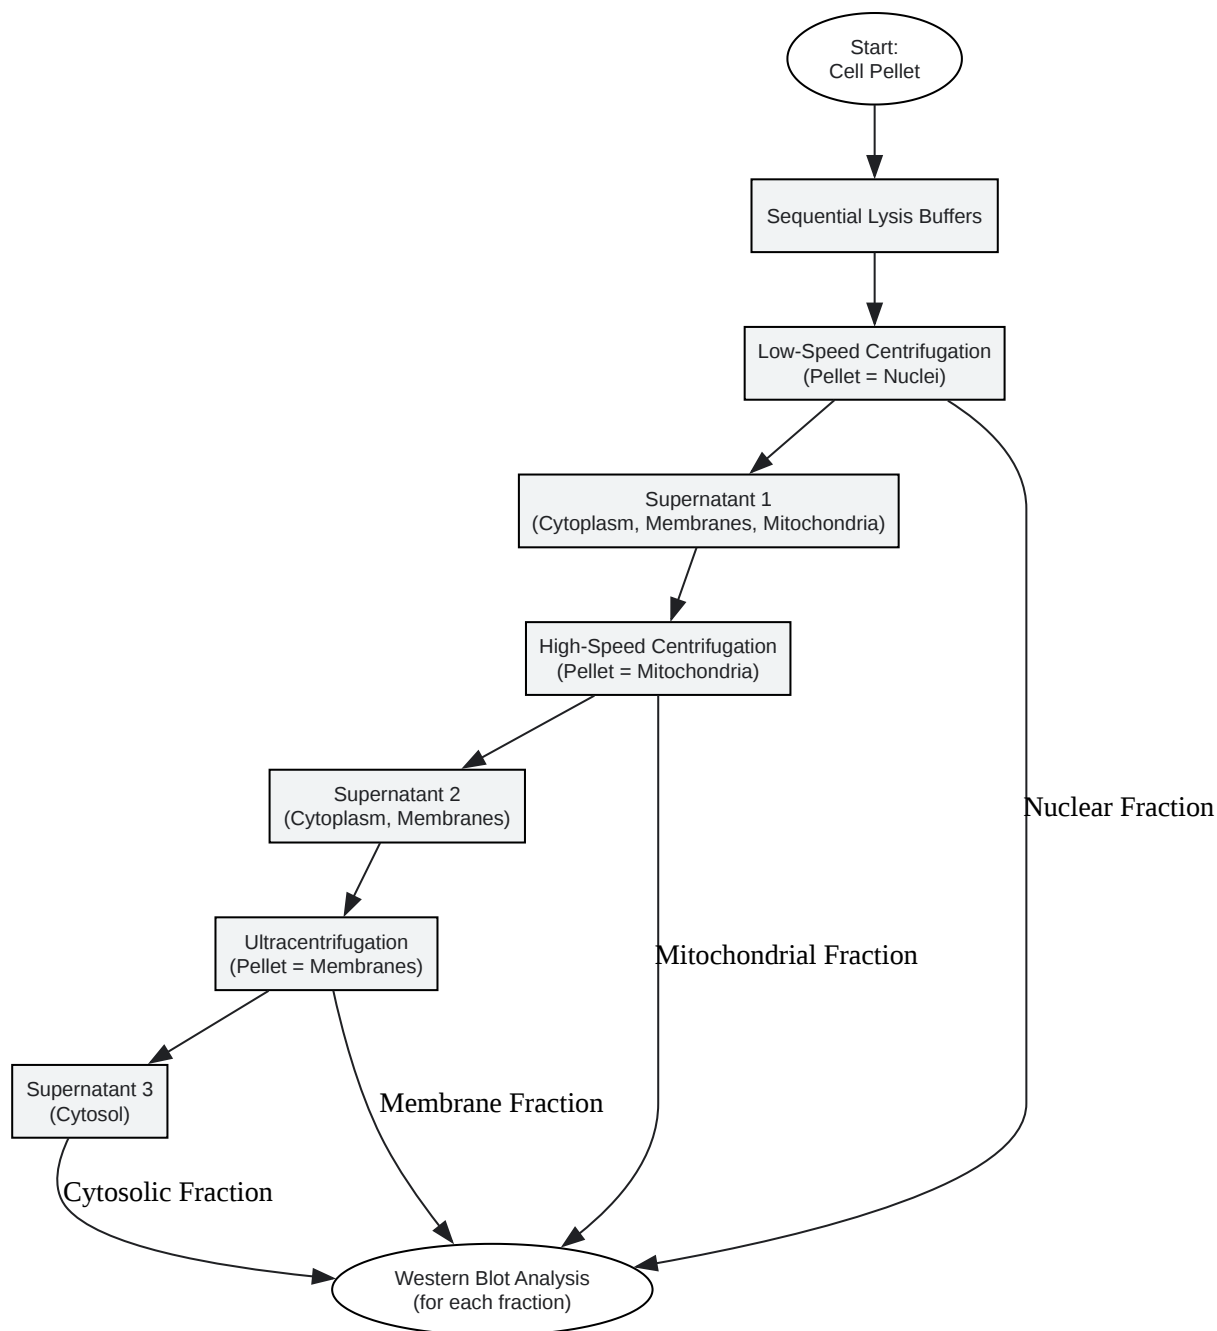 Start:
Cell Pellet
Sequential Lysis Buffers
Low-Speed Centrifugation
(Pellet = Nuclei)
Supernatant 1
(Cytoplasm, Membranes, Mitochondria)
High-Speed Centrifugation
(Pellet = Mitochondria)
Supernatant 2
(Cytoplasm, Membranes)
Nuclear Fraction
Ultracentrifugation
(Pellet = Membranes)
Mitochondrial Fraction
Supernatant 3
(Cytosol)
Membrane Fraction
Cytosolic Fraction
Western Blot Analysis
(for each fraction)